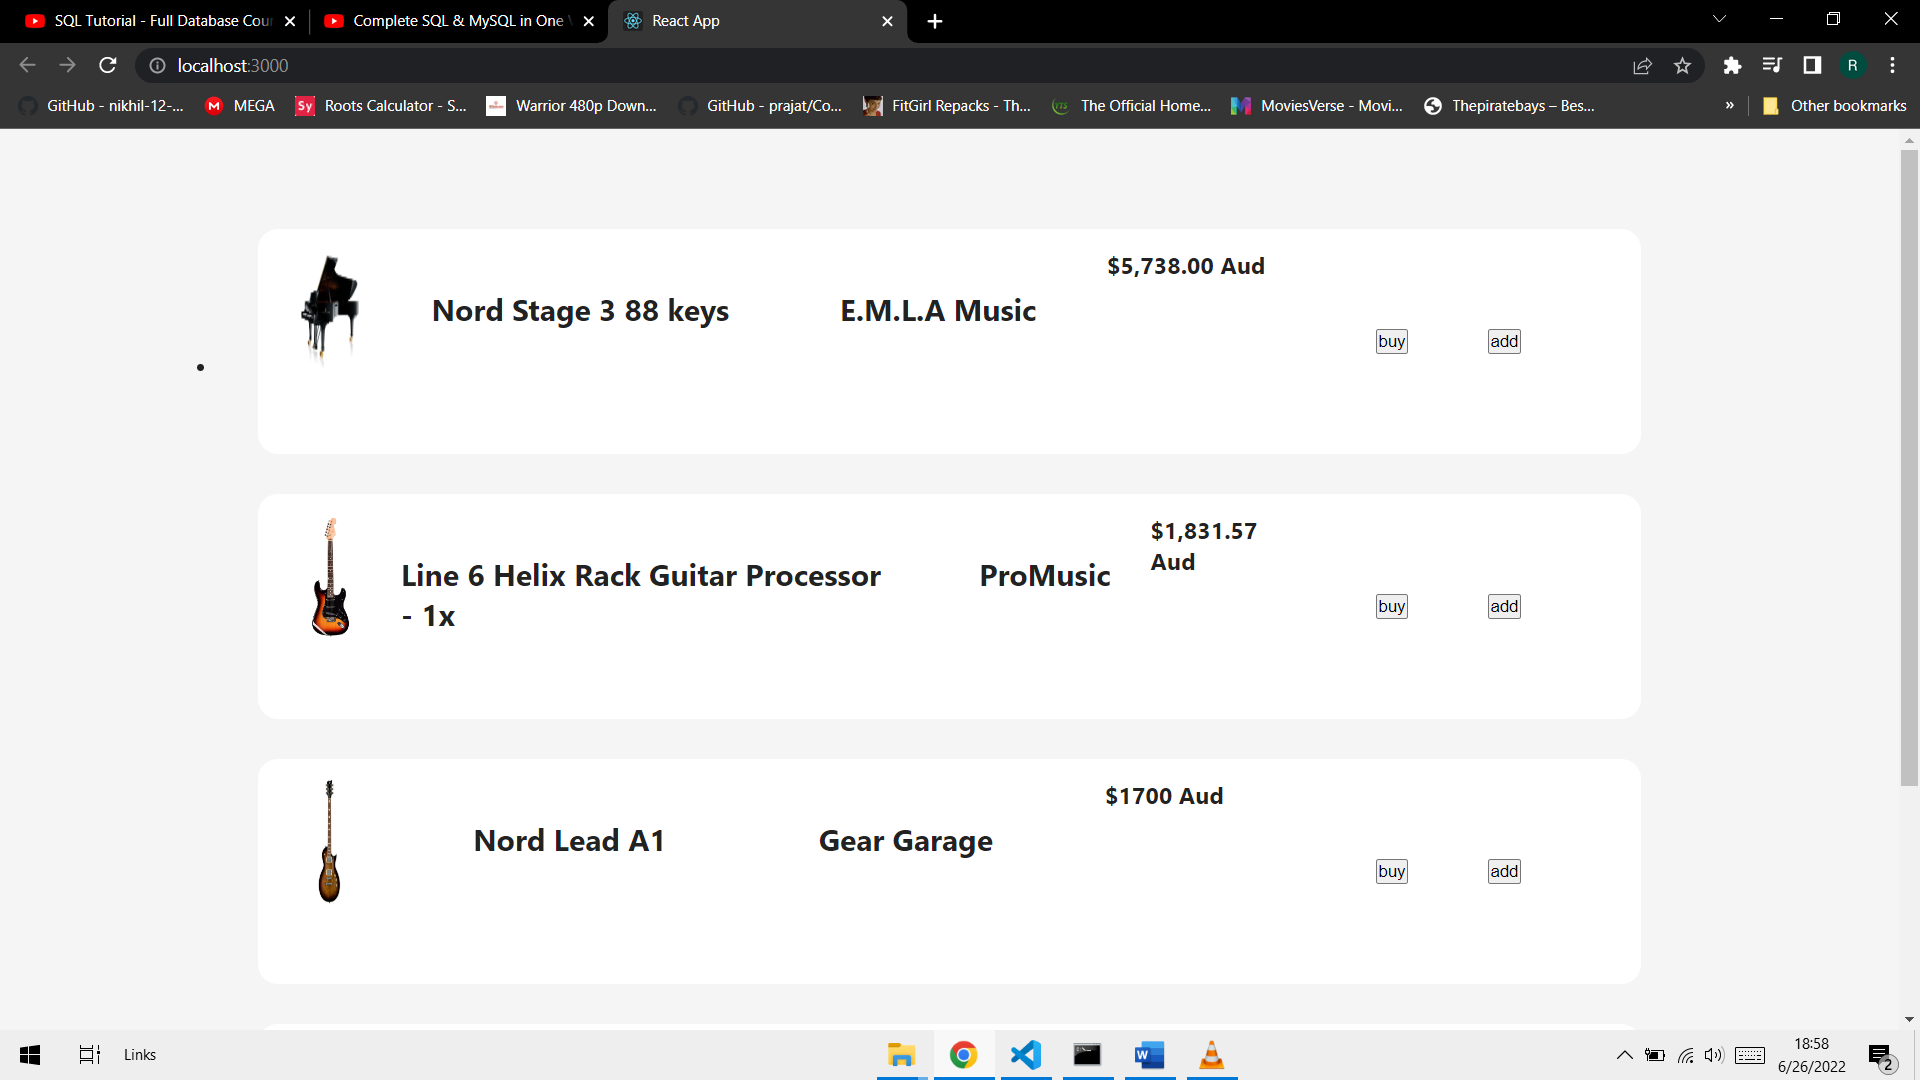 SQL Tutorial - Full Database Cour
Complete SQL & MySQL in One V
React App
localhost:3000
R
GitHub - nikhil-12-...
MEGA
Sy
Roots Calculator - S...
Warrior 480p Down...
GitHub - prajat/Co...
FitGirl Repacks - Th...
YTS
The Official Home...
MoviesVerse - Movi...
Thepiratebays – Bes...
»
Other bookmarks
$5,738.00 Aud
Nord Stage 3 88 keys
E.M.L.A Music
buy
add
$1,831.57
Aud
Line 6 Helix Rack Guitar Processor
- 1x
ProMusic
buy
add
$1700 Aud
Nord Lead A1
Gear Garage
buy
add
Links
18:58
6/26/2022
2